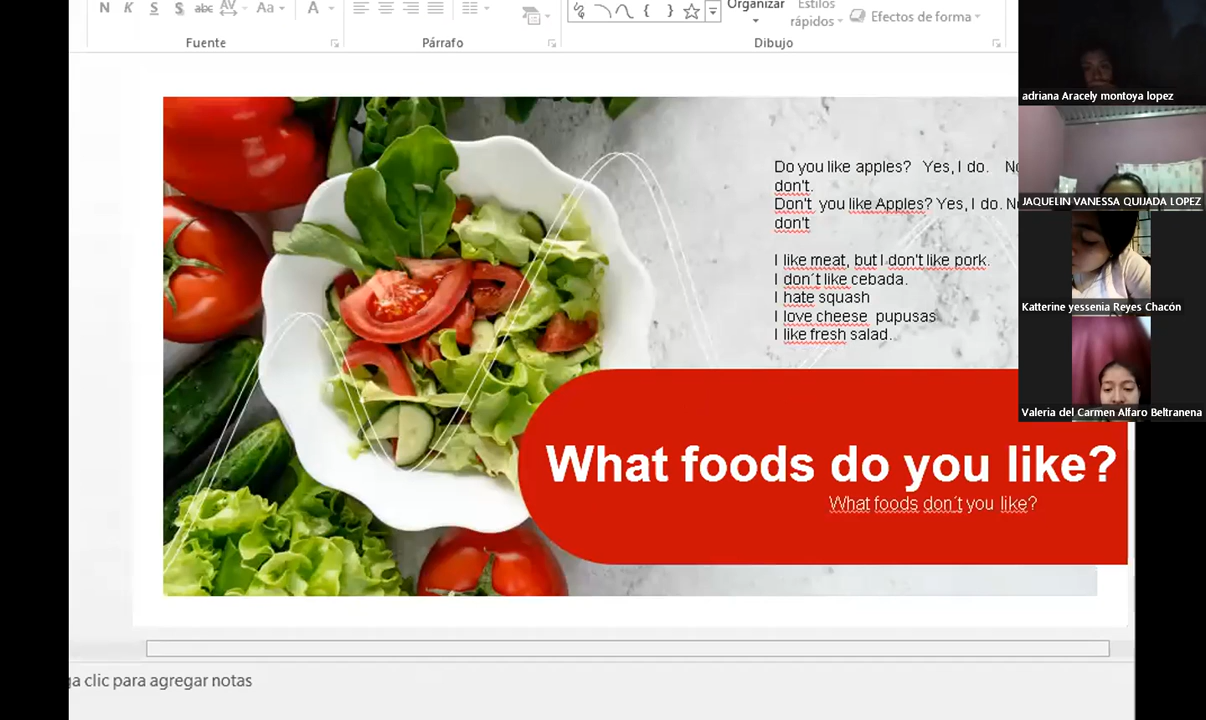 N K S S abc AV Aa A
Organizar
Estilos
rápidos
Efectos de forma
Fuente
Párrafo
Dibujo
Do you like apples? Yes, I do. No
don't.
Don't you like Apples? Yes, I do. No
don't
I like meat, but I don't like pork.
I don´t like cebada.
I hate squash
I love cheese pupusas
I like fresh salad.
What foods do you like?
What foods don´t you like?
clic para agregar notas
adriana Aracely montoya lopez
JAQUELIN VANESSA QUIJADA LOPEZ
Katterine yessenia Reyes Chacón
Valeria del Carmen Alfaro Beltranena